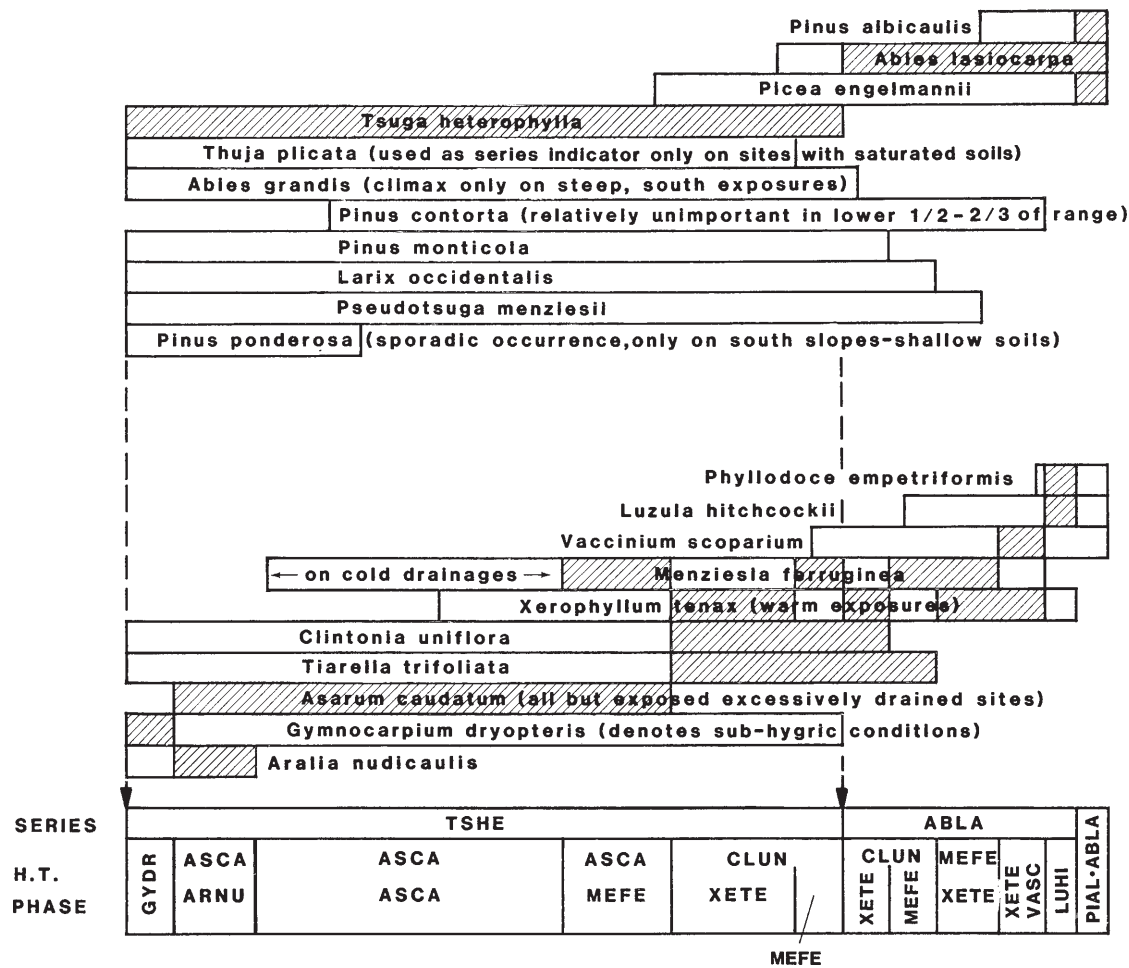 Pinus albicaulis
Abies lasiocarpa
Picea engelmannii
Tsuga heterophylla
Thuja plicata (used as series indicator only on sites with saturated soils)
Abies grandis (climax only on steep, south exposures)
Pinus contorta (relatively unimportant in lower 1/2-2/3 of range)
Pinus monticola
Larix occidentalis
Pseudotsuga menziesii
Pinus ponderosa (sporadic occurrence,only on south slopes-shallow soils)
Phyllodoce empetriformis
Luzula hitchcockii
Vaccinium scoparium
← on cold drainages → Menziesia ferruginea
Xerophyllum tenax (warm exposures)
Clintonia uniflora
Tiarella trifoliata
Asarum caudatum (all but exposed excessively drained sites)
Gymnocarpium dryopteris (denotes sub-hygric conditions)
Aralia nudicaulis
SERIES TSHE ABLA PIAL•ABLA
H.T. GYDR ASCA ASCA ASCA CLUN CLUN MEFE XETE LUHI
PHASE ARNU ASCA MEFE XETE XETE MEFE XETE VASC
MEFE